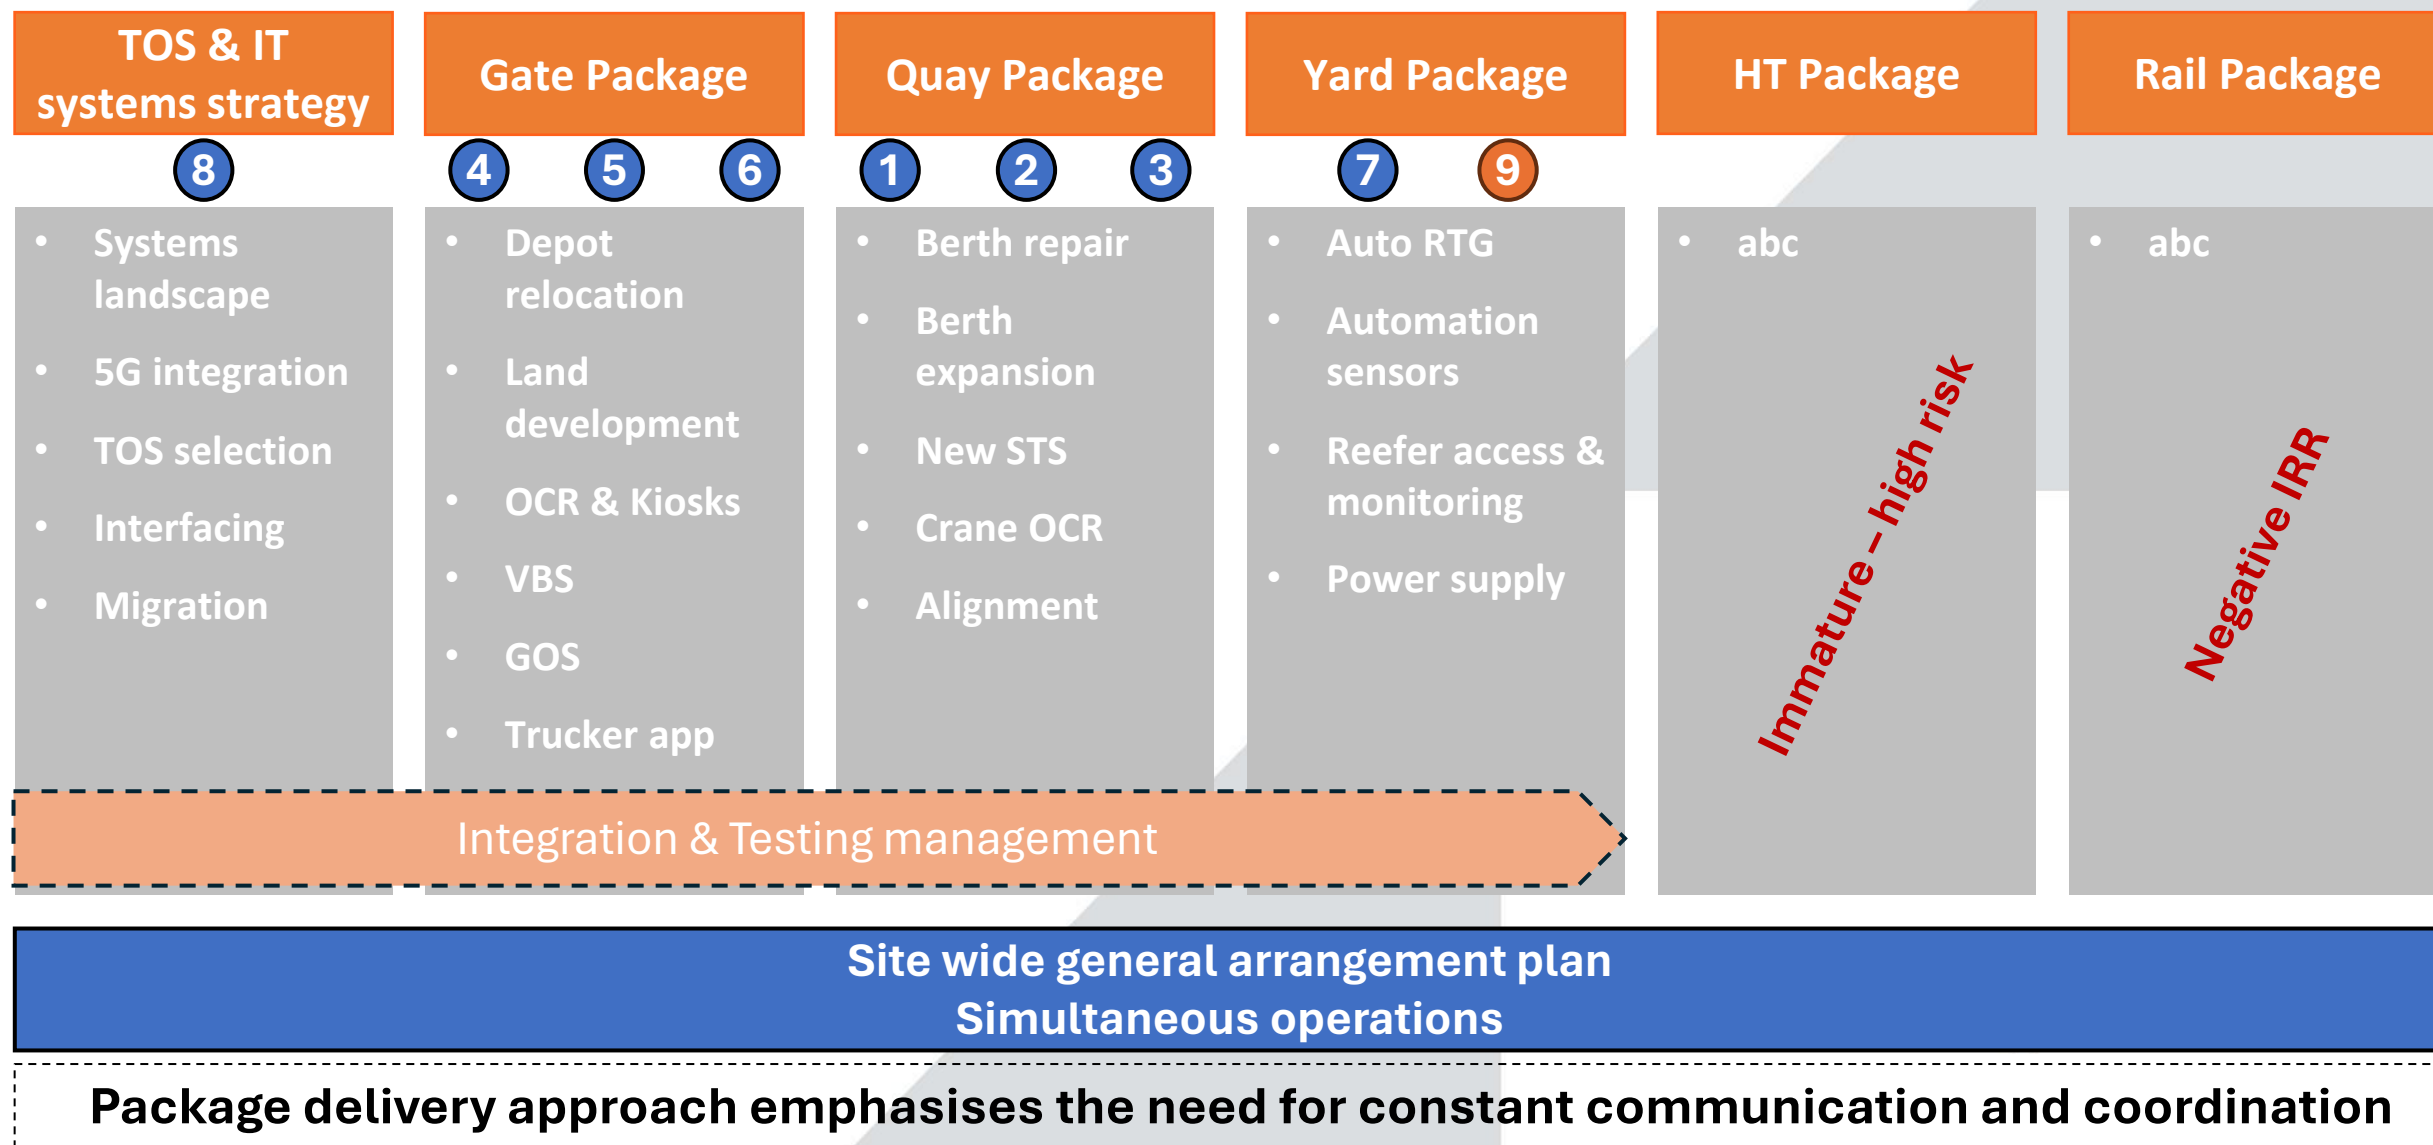 TOS & IT
systems strategy
8
• Systems
landscape
• 5G integration
• TOS selection
• Interfacing
• Migration
Gate Package
4 5 6
• Depot
relocation
• Land
development
• OCR & Kiosks
• VBS
• GOS
• Trucker app
Quay Package
1 2 3
• Berth repair
• Berth
expansion
• New STS
• Crane OCR
• Alignment
Yard Package
7 9
• Auto RTG
• Automation
sensors
• Reefer access &
monitoring
• Power supply
HT Package
• abc
Immature – high risk
Rail Package
• abc
Negative IRR
Integration & Testing management
Site wide general arrangement plan
Simultaneous operations
Package delivery approach emphasises the need for constant communication and coordination